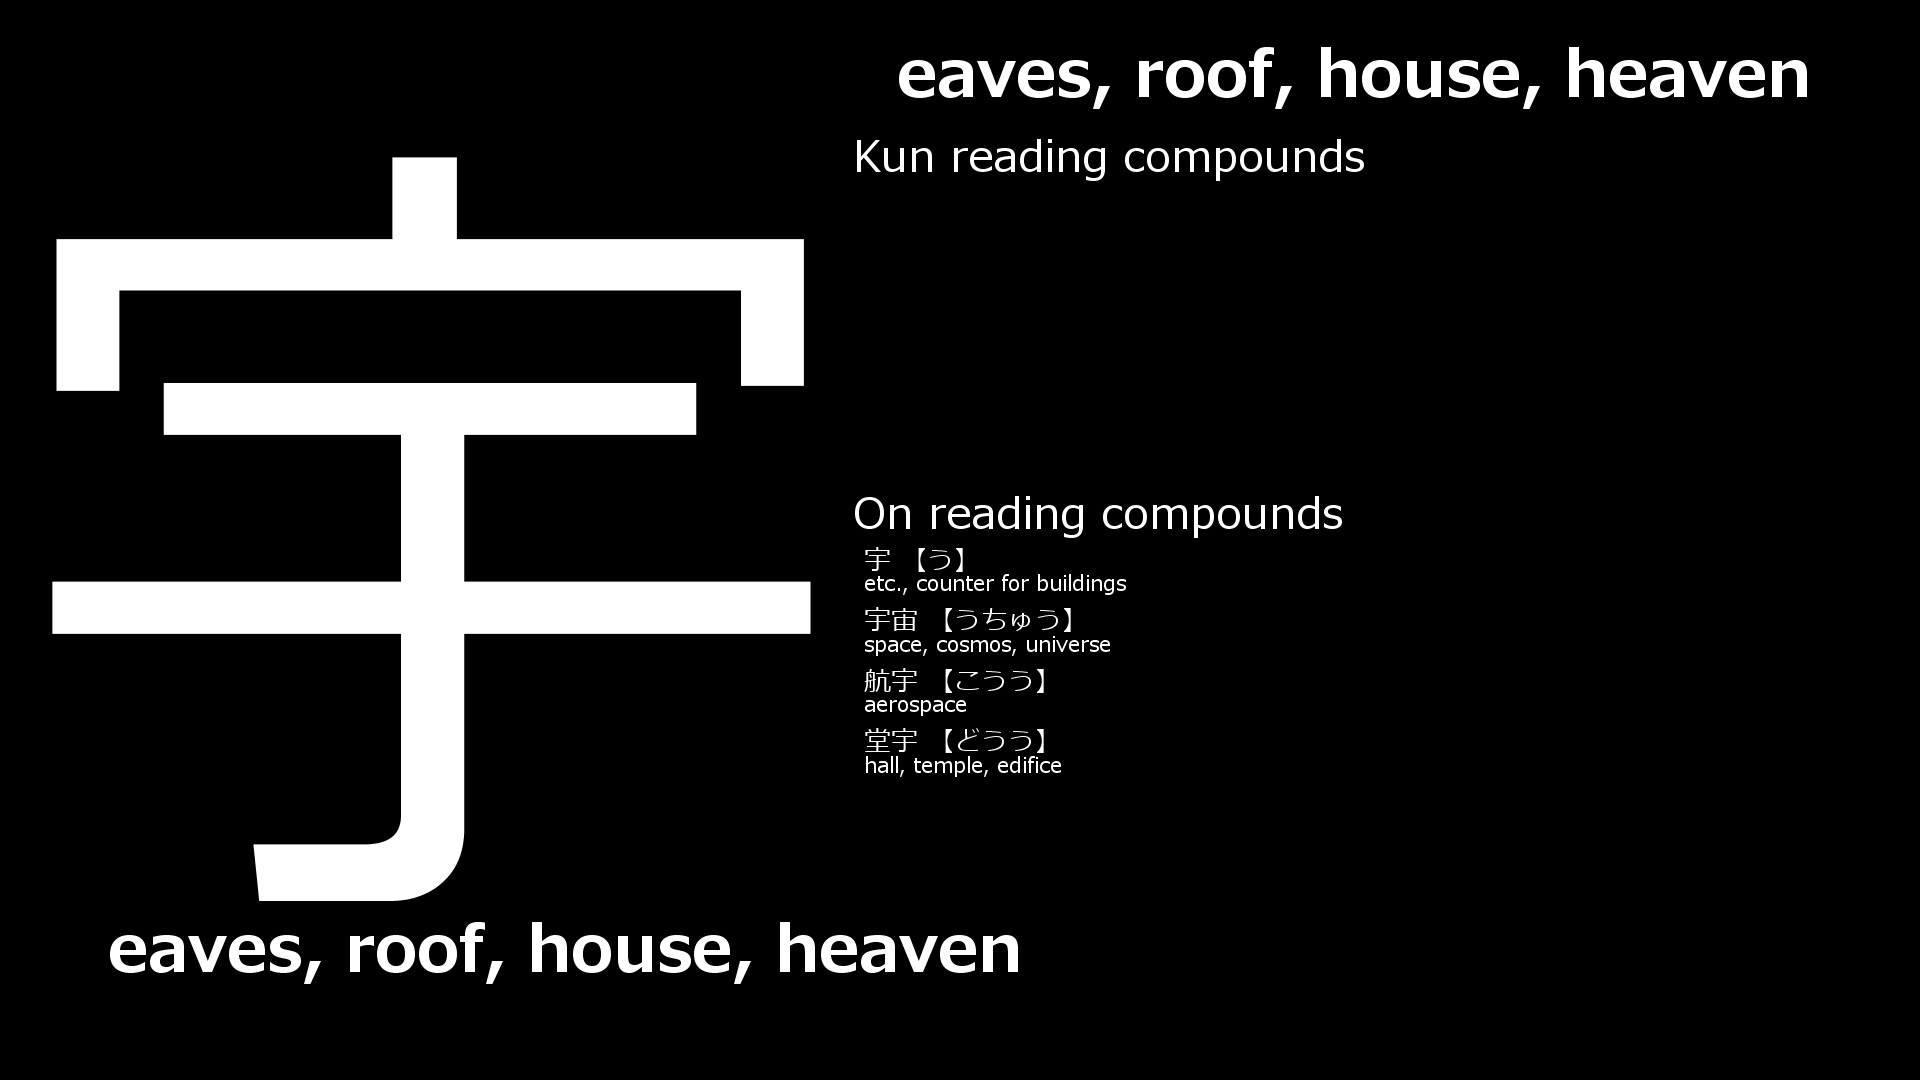 宇
eaves, roof, house, heaven
eaves, roof, house, heaven
Kun reading compounds
On reading compounds
宇 【う】
etc., counter for buildings
宇宙 【うちゅう】
space, cosmos, universe
航宇 【こうう】
aerospace
堂宇 【どうう】
hall, temple, edifice